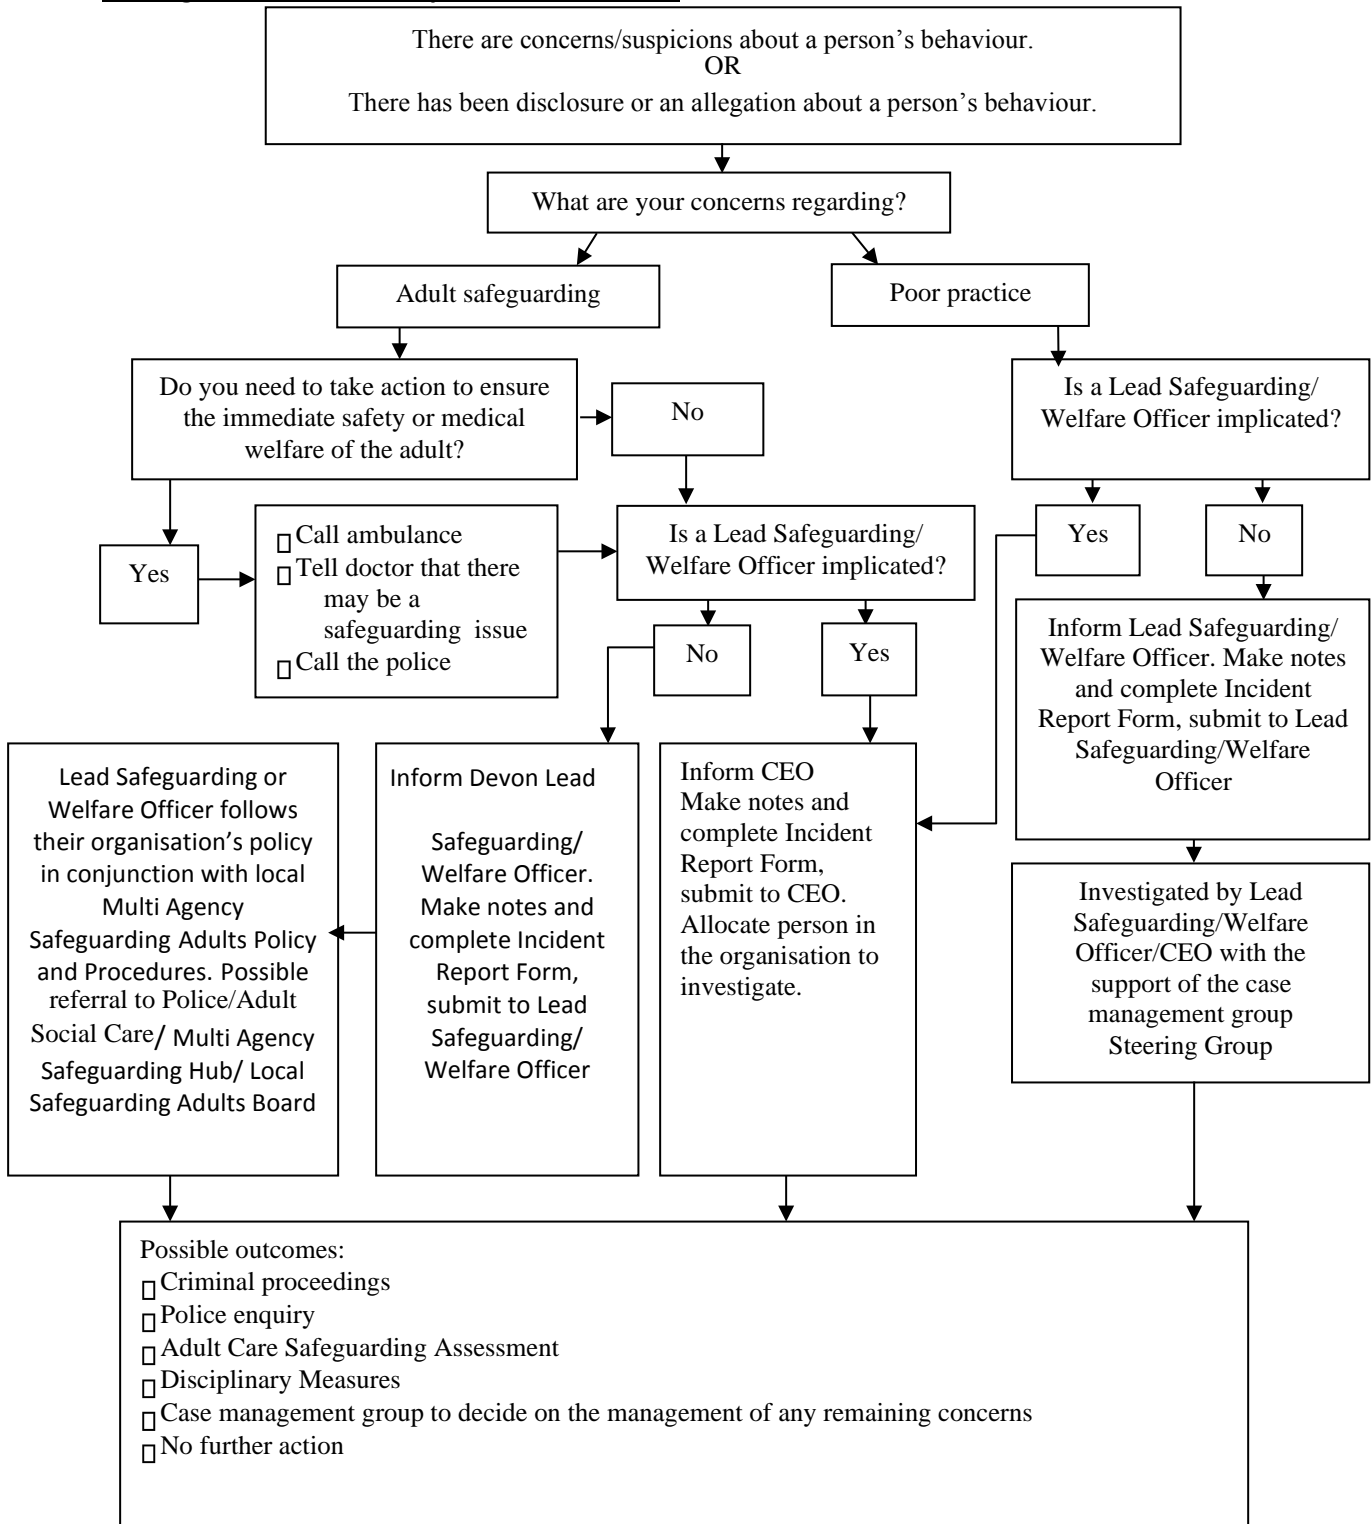 There are concerns/suspicions about a person’s behaviour.
OR
There has been disclosure or an allegation about a person’s behaviour.
What are your concerns regarding?
Adult safeguarding
Poor practice
Do you need to take action to ensure
the immediate safety or medical
welfare of the adult?
No
Is a Lead Safeguarding/
Welfare Officer implicated?
Yes
Call ambulance
Tell doctor that there
may be a
safeguarding issue
Call the police
Is a Lead Safeguarding/
Welfare Officer implicated?
Yes
No
No
Yes
Inform Lead Safeguarding/
Welfare Officer. Make notes
and complete Incident
Report Form, submit to Lead
Safeguarding/Welfare
Officer
Lead Safeguarding or
Welfare Officer follows
their organisation’s policy
in conjunction with local
Multi Agency
Safeguarding Adults Policy
and Procedures. Possible
referral to Police/Adult
Social Care/ Multi Agency
Safeguarding Hub/ Local
Safeguarding Adults Board
Inform Devon Lead
Safeguarding/
Welfare Officer.
Make notes and
complete Incident
Report Form,
submit to Lead
Safeguarding/
Welfare Officer
Inform CEO
Make notes and
complete Incident
Report Form,
submit to CEO.
Allocate person in
the organisation to
investigate.
Investigated by Lead
Safeguarding/Welfare
Officer/CEO with the
support of the case
management group
Steering Group
Possible outcomes:
Criminal proceedings
Police enquiry
Adult Care Safeguarding Assessment
Disciplinary Measures
Case management group to decide on the management of any remaining concerns
No further action